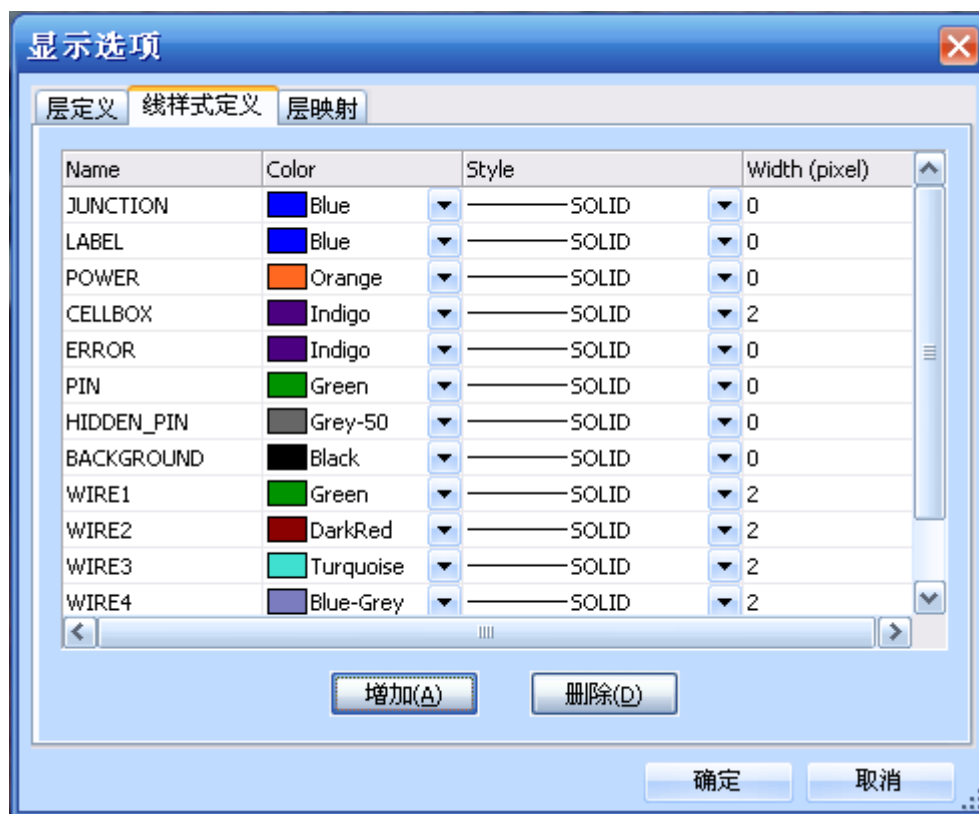 显示选项
层定义 线样式定义 层映射
Name Color Style Width (pixel)
JUNCTION Blue SOLID 0
LABEL Blue SOLID 0
POWER Orange SOLID 0
CELLBOX Indigo SOLID 2
ERROR Indigo SOLID 0
PIN Green SOLID 0
HIDDEN_PIN Grey-50 SOLID 0
BACKGROUND Black SOLID 0
WIRE1 Green SOLID 2
WIRE2 DarkRed SOLID 2
WIRE3 Turquoise SOLID 2
WIRE4 Blue-Grey SOLID 2
增加(A) 删除(D)
确定 取消